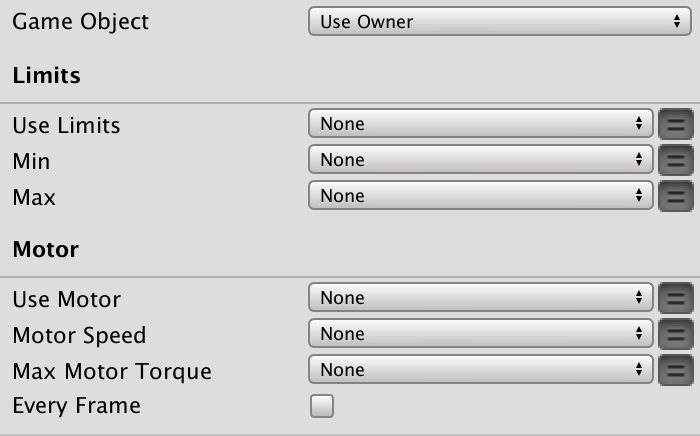 Game Object Use Owner
Limits
Use Limits None
Min None
Max None
Motor
Use Motor None
Motor Speed None
Max Motor Torque None
Every Frame